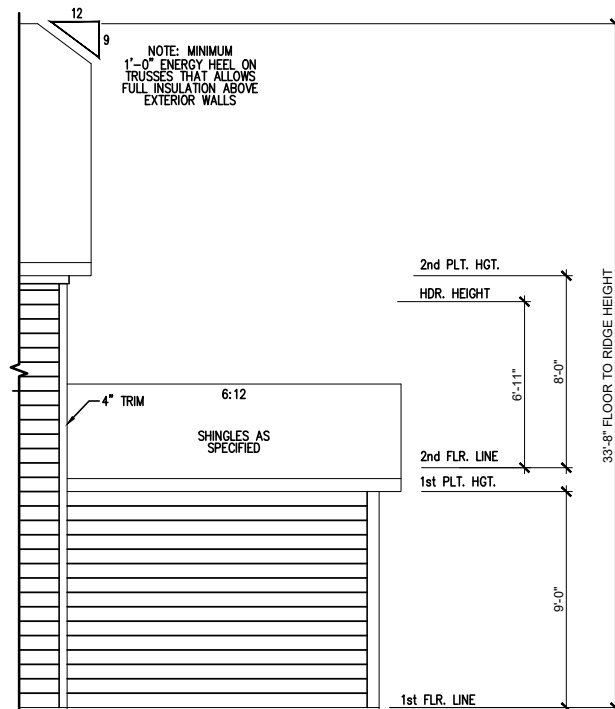 12
9
NOTE: MINIMUM
1'-0" ENERGY HEEL ON
TRUSSES THAT ALLOWS
FULL INSULATION ABOVE
EXTERIOR WALLS
2nd PLT. HGT.
HDR. HEIGHT
6'-11"
8'-0"
33'-8" FLOOR TO RIDGE HEIGHT
6:12
4" TRIM
SHINGLES AS
SPECIFIED
2nd FLR. LINE
1st PLT. HGT.
9'-0"
1st FLR. LINE